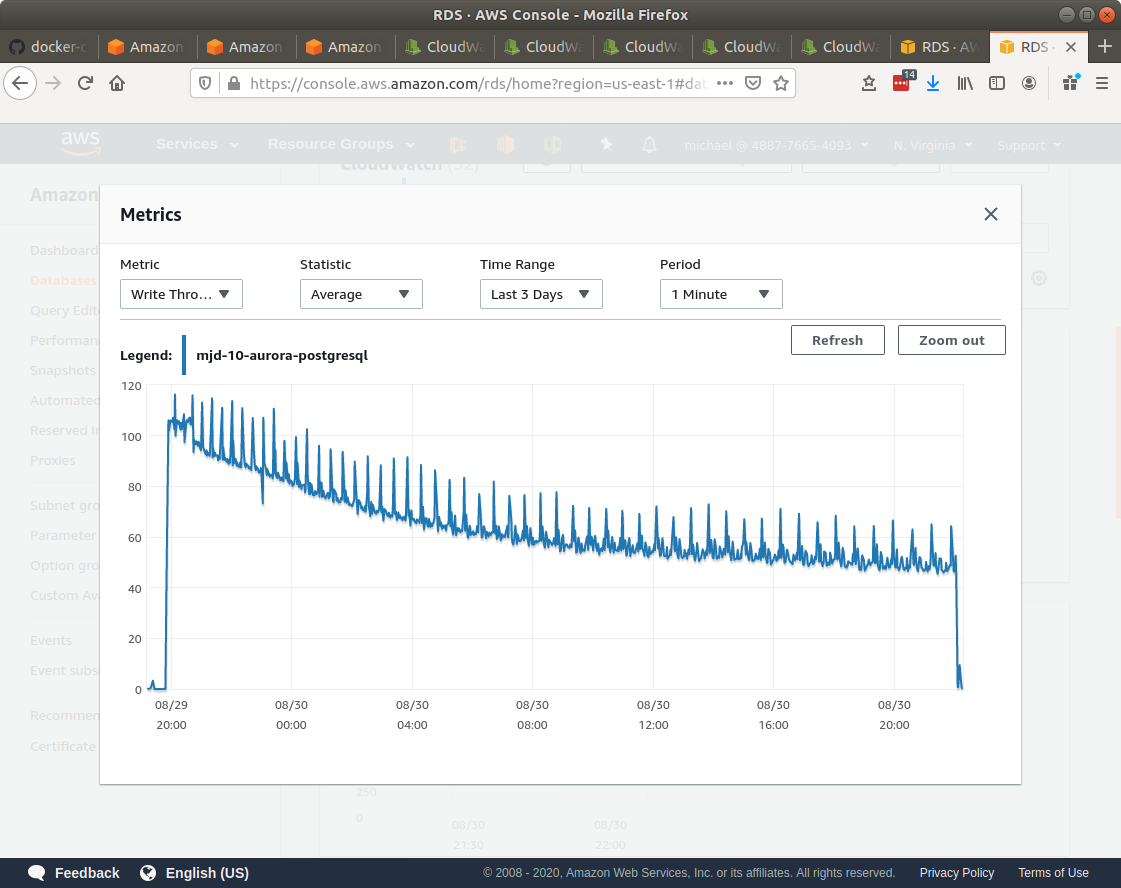 RDS · AWS Console - Mozilla Firefox
docker-c Amazon Amazon Amazon CloudWa CloudWa CloudWa CloudWa CloudWa RDS · AW RDS ·
https://console.aws.amazon.com/rds/home?region=us-east-1#dat
14
aws Services Resource Groups michael @ 4887-7665-4093 N. Virginia Support
CloudWatch (52)
Amazon
Dashboard
Databases
Query Edit
Performan
Snapshots
Automated
Reserved in
Proxies
Subnet gro
Parameter
Option gro
Custom Ava
Events
Event subs
Recommen
Certificate
Metrics
Metric Statistic Time Range Period
Write Thro... Average Last 3 Days 1 Minute
Refresh Zoom out
Legend: mjd-10-aurora-postgresql
120
100
80
60
40
20
0
08/29 08/30 08/30 08/30 08/30 08/30 08/30
20:00 00:00 04:00 08:00 12:00 16:00 20:00
250
0
08/30 08/30
21:30 22:00
Feedback English (US) © 2008 - 2020, Amazon Web Services, Inc. or its affiliates. All rights reserved. Privacy Policy Terms of Use